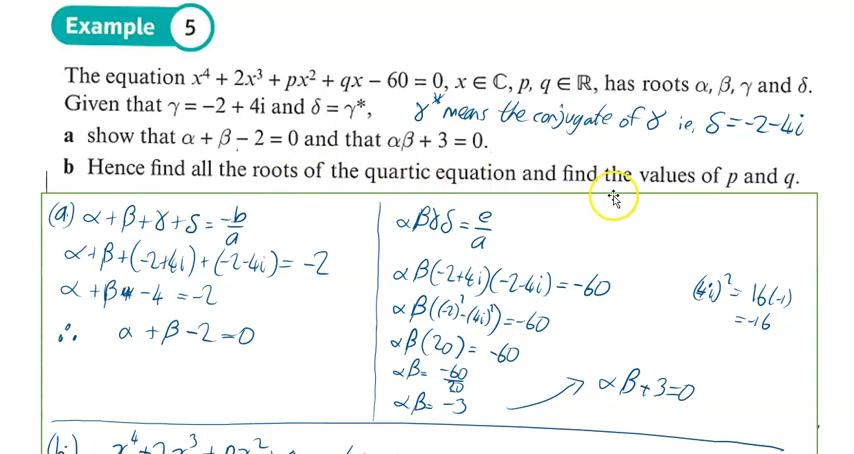 Example 5
The equation x⁴ + 2x³ + px² + qx − 60 = 0, x ∈ ℂ, p, q ∈ ℝ, has roots α, β, γ and δ.
Given that γ = −2 + 4i and δ = γ*,
γ* means the conjugate of γ ie, δ = -2-4i
a show that α + β − 2 = 0 and that αβ + 3 = 0.
b Hence find all the roots of the quartic equation and find the values of p and q.
(a) α + β + γ + δ = -b/a
α + β + (-2+4i) + (-2-4i) = -2
α + β - 4 = -2
∴ α + β - 2 = 0
αβγδ = e/a
αβ(-2+4i)(-2-4i) = -60
αβ((-2)² - (4i)²) = -60
αβ(20) = -60
αβ = -60/20
αβ = -3
αβ + 3 = 0
(4i)² = 16(-1)
= -16
(b) x⁴ + 2x³ + px²